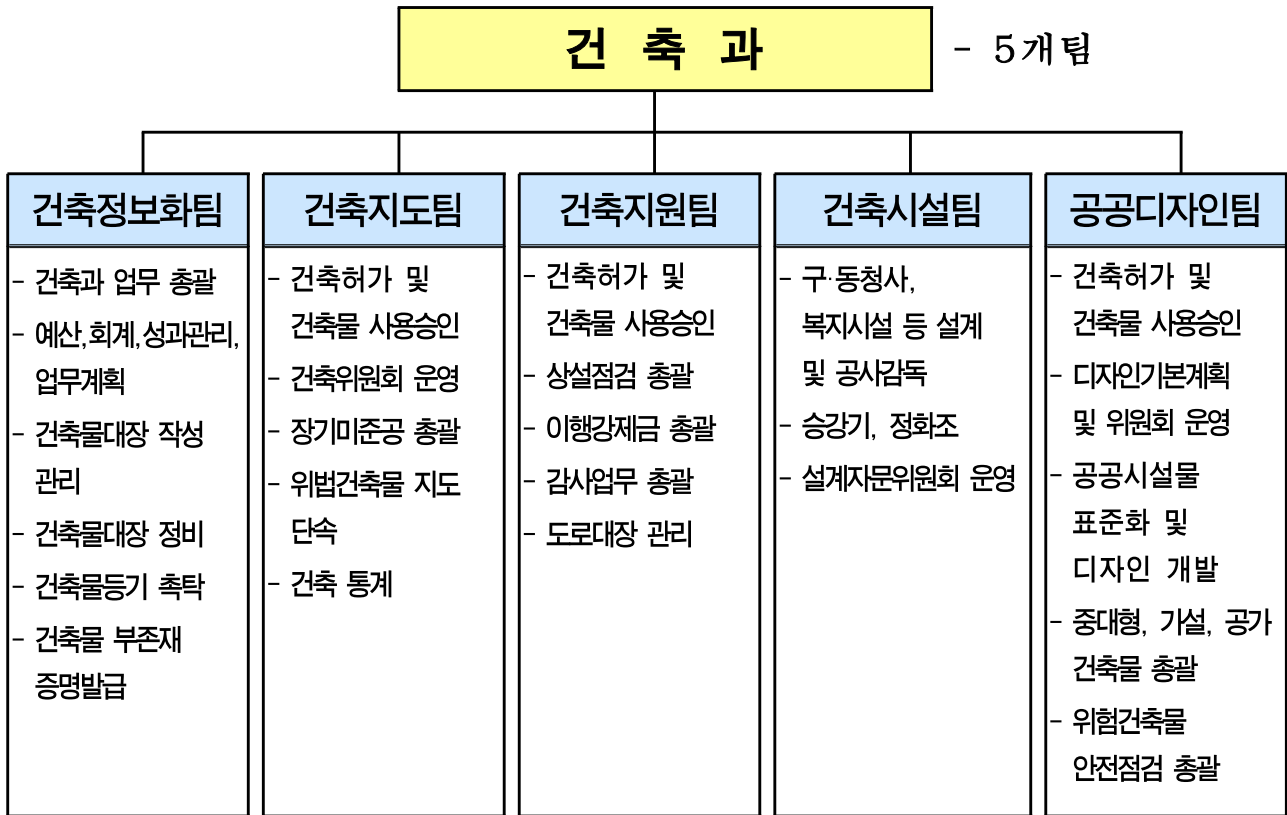 건 축 과
- 5개팀
건축정보화팀
- 건축과 업무 총괄
- 예산,회계,성과관리,
업무계획
- 건축물대장 작성
관리
- 건축물대장 정비
- 건축물등기 촉탁
- 건축물 부존재
증명발급
건축지도팀
- 건축허가 및
건축물 사용승인
- 건축위원회 운영
- 장기미준공 총괄
- 위법건축물 지도
단속
- 건축 통계
건축지원팀
- 건축허가 및
건축물 사용승인
- 상설점검 총괄
- 이행강제금 총괄
- 감사업무 총괄
- 도로대장 관리
건축시설팀
- 구·동청사,
복지시설 등 설계
및 공사감독
- 승강기, 정화조
- 설계자문위원회 운영
공공디자인팀
- 건축허가 및
건축물 사용승인
- 디자인기본계획
및 위원회 운영
- 공공시설물
표준화 및
디자인 개발
- 중대형, 가설, 공가
건축물 총괄
- 위험건축물
안전점검 총괄